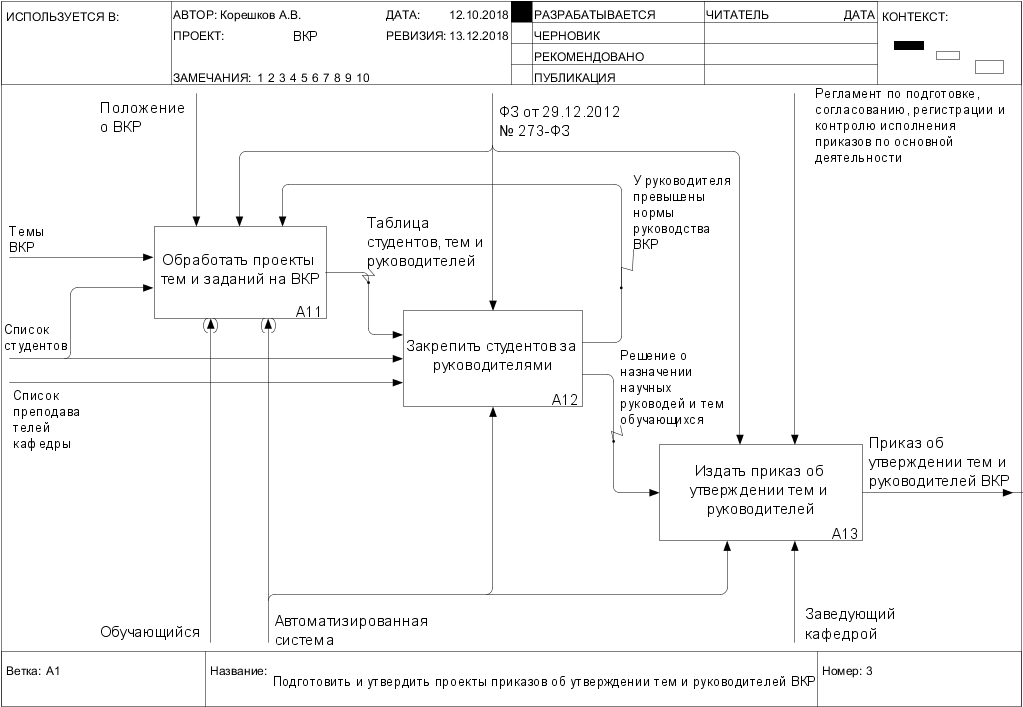 ИСПОЛЬЗУЕТСЯ В:
АВТОР: Корешков А.В.
ДАТА: 12.10.2018
ПРОЕКТ: ВКР
РЕВИЗИЯ: 13.12.2018
ЗАМЕЧАНИЯ: 1 2 3 4 5 6 7 8 9 10
РАЗРАБАТЫВАЕТСЯ
ЧЕРНОВИК
РЕКОМЕНДОВАНО
ПУБЛИКАЦИЯ
ЧИТАТЕЛЬ
ДАТА
КОНТЕКСТ:
Положение
о ВКР
ФЗ от 29.12.2012
№ 273-ФЗ
Регламент по подготовке,
согласованию, регистрации и
контролю исполнения
приказов по основной
деятельности
У руководителя
превышены
нормы
руководства
ВКР
Темы
ВКР
Таблица
студентов, тем и
руководителей
Обработать проекты
тем и заданий на ВКР
А11
Список
студентов
Закрепить студентов за
руководителями
А12
Решение о
назначении
научных
руководей и тем
обучающихся
Список
преподава
телей
кафедры
Издать приказ об
утверждении тем и
руководителей
А13
Приказ об
утверждении тем и
руководителей ВКР
Обучающийся
Автоматизированная
система
Заведующий
кафедрой
Ветка: А1
Название:
Подготовить и утвердить проекты приказов об утверждении тем и руководителей ВКР
Номер: 3